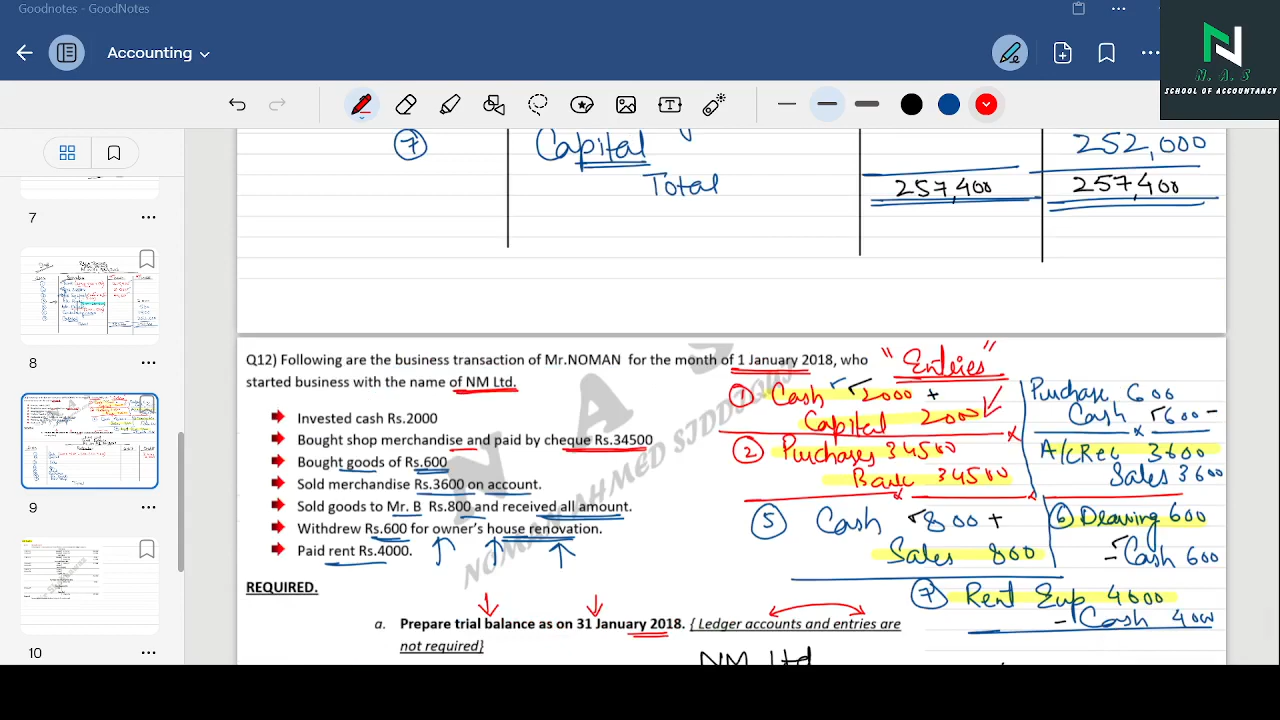 Goodnotes - GoodNotes
Accounting
N. A. S
SCHOOL OF ACCOUNTANCY
7
8
9
10
7 Capital 252,000
Total 257,400 257,400
Q12) Following are the business transaction of Mr.NOMAN for the month of 1 January 2018, who
started business with the name of NM Ltd.
Invested cash Rs.2000
Bought shop merchandise and paid by cheque Rs.34500
Bought goods of Rs.600
Sold merchandise Rs.3600 on account.
Sold goods to Mr. B Rs.800 and received all amount.
Withdrew Rs.600 for owner's house renovation.
Paid rent Rs.4000.
REQUIRED.
a. Prepare trial balance as on 31 January 2018. { Ledger accounts and entries are
not required}
"Entries"
1 Cash 2000 +
Capital 2000
2 Purchases 34500
Bank 34500
Purchase 600
Cash 600 -
A/c Rec 3600
Sales 3600
5 Cash 800 +
Sales 800
6 Drawing 600
- Cash 600
7 Rent Exp 4000
- Cash 4000
NM Ltd
NOMAN AHMED SIDDIQUI
N A S